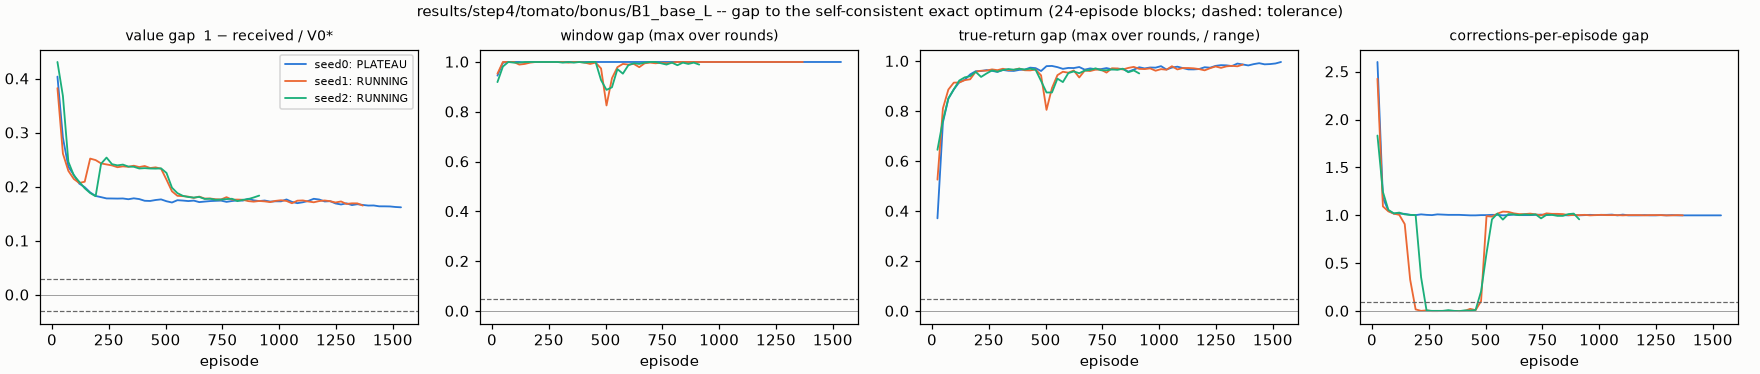 results/step4/tomato/bonus/B1_base_L -- gap to the self-consistent exact optimum (24-episode blocks; dashed: tolerance)
value gap  1 − received / V0*
0.4
0.3
0.2
0.1
0.0
seed0: PLATEAU
seed1: RUNNING
seed2: RUNNING
0 250 500 750 1000 1250 1500
episode
window gap (max over rounds)
1.0
0.8
0.6
0.4
0.2
0.0
0 250 500 750 1000 1250 1500
episode
true-return gap (max over rounds, / range)
1.0
0.8
0.6
0.4
0.2
0.0
0 250 500 750 1000 1250 1500
episode
corrections-per-episode gap
2.5
2.0
1.5
1.0
0.5
0.0
0 250 500 750 1000 1250 1500
episode